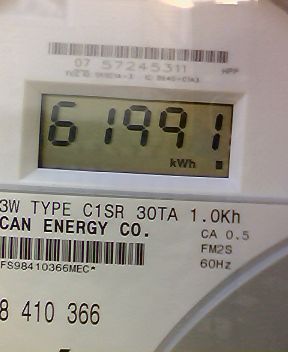 07 57245311
61991
kWh
3W TYPE C1SR 30TA 1.0Kh
CAN ENERGY CO.
CA 0.5
FM2S
60Hz
FS98410366MEC*
8 410 366